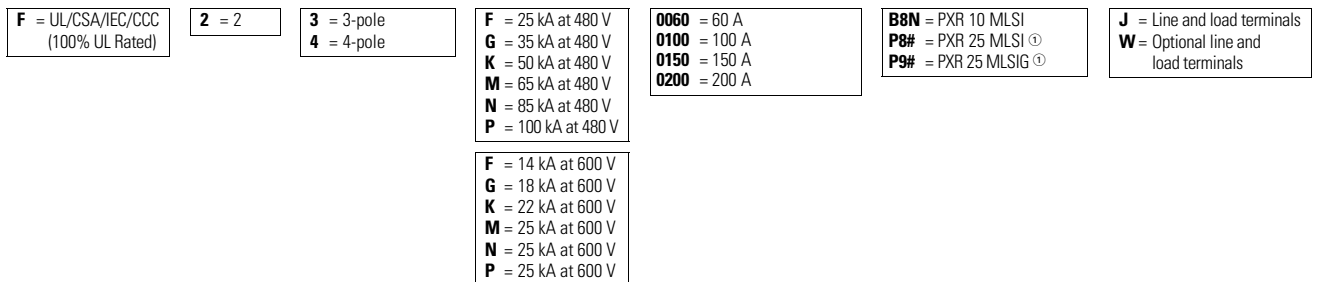 F = UL/CSA/IEC/CCC
(100% UL Rated)
2 = 2
3 = 3-pole
4 = 4-pole
F = 25 kA at 480 V
G = 35 kA at 480 V
K = 50 kA at 480 V
M = 65 kA at 480 V
N = 85 kA at 480 V
P = 100 kA at 480 V
F = 14 kA at 600 V
G = 18 kA at 600 V
K = 22 kA at 600 V
M = 25 kA at 600 V
N = 25 kA at 600 V
P = 25 kA at 600 V
0060 = 60 A
0100 = 100 A
0150 = 150 A
0200 = 200 A
B8N = PXR 10 MLSI
P8# = PXR 25 MLSI ①
P9# = PXR 25 MLSIG ①
J = Line and load terminals
W = Optional line and
load terminals